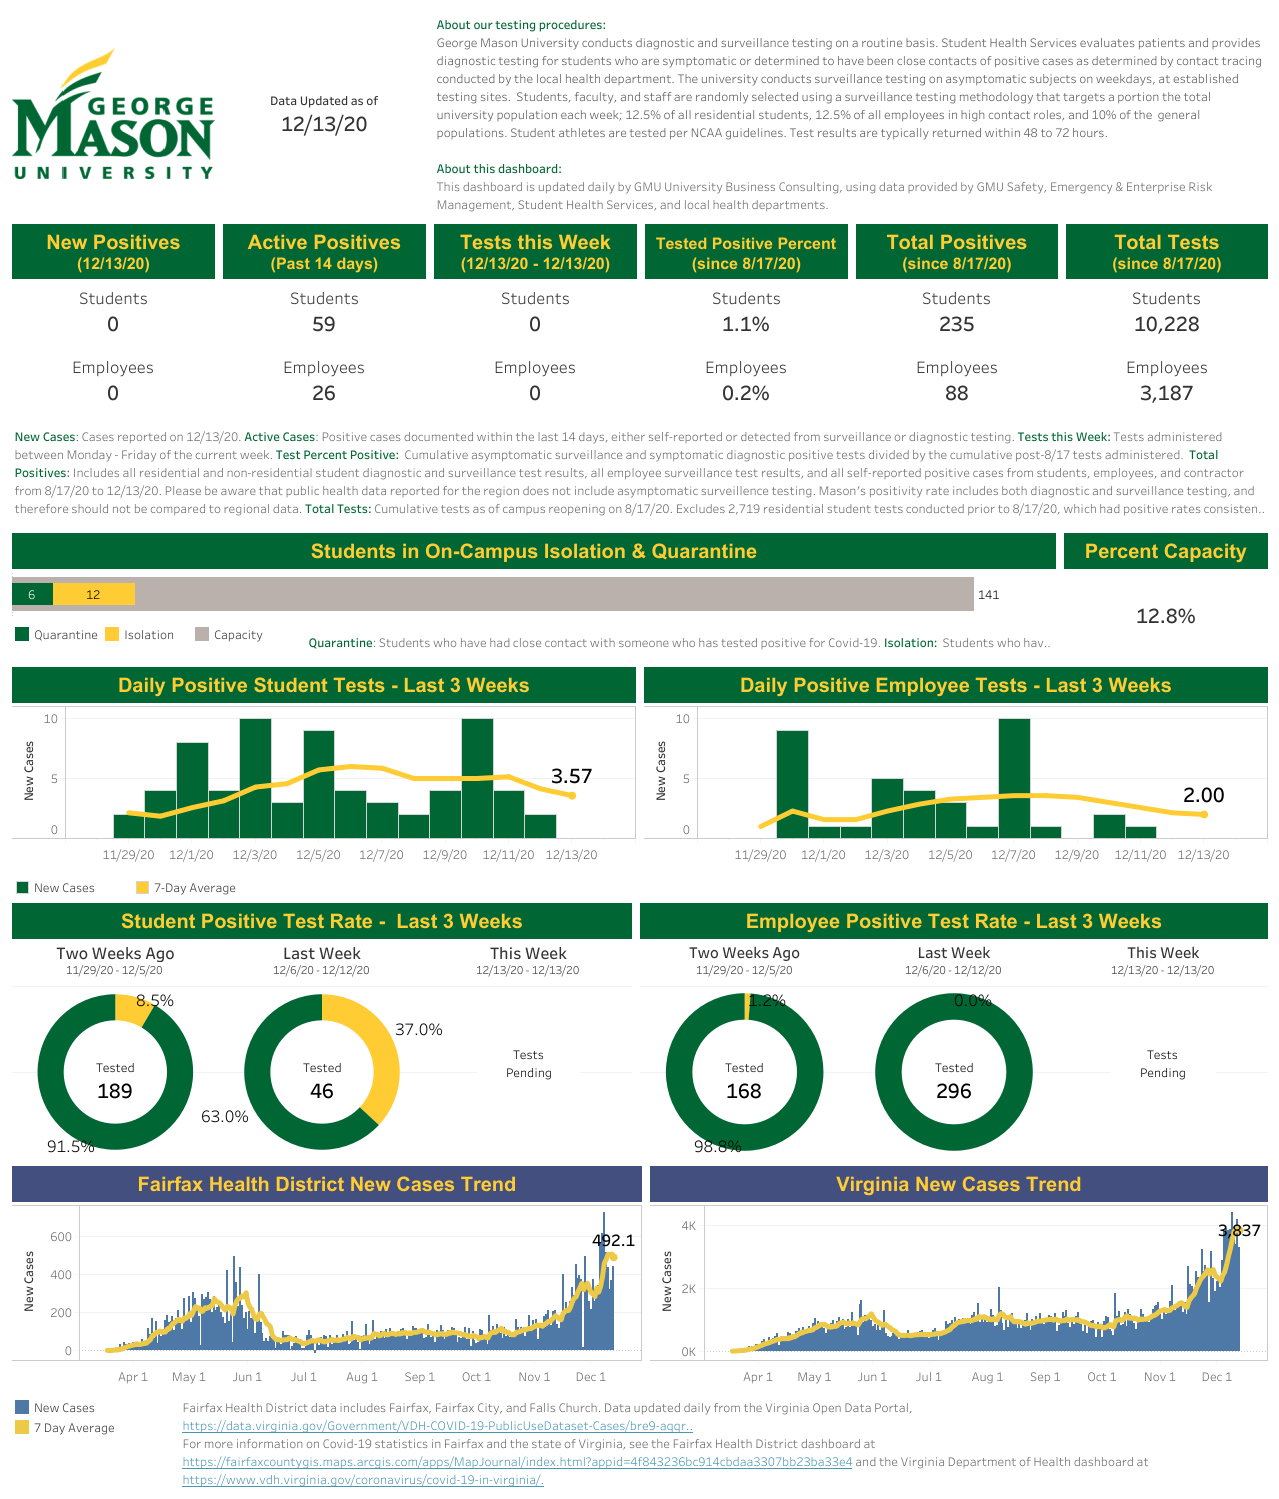 About our testing procedures:
George Mason University conducts diagnostic and surveillance testing on a routine basis. Student Health Services evaluates patients and provides
diagnostic testing for students who are symptomatic or determined to have been close contacts of positive cases as determined by contact tracing
conducted by the local health department. The university conducts surveillance testing on asymptomatic subjects on weekdays, at established
testing sites.  Students, faculty, and staff are randomly selected using a surveillance testing methodology that targets a portion the total
university population each week; 12.5% of all residential students, 12.5% of all employees in high contact roles, and 10% of the  general
populations. Student athletes are tested per NCAA guidelines. Test results are typically returned within 48 to 72 hours.
GEORGE
MASON
UNIVERSITY
Data Updated as of
12/13/20
About this dashboard:
This dashboard is updated daily by GMU University Business Consulting, using data provided by GMU Safety, Emergency & Enterprise Risk
Management, Student Health Services, and local health departments.
New Positives
(12/13/20)
Students
0
Employees
0
Active Positives
(Past 14 days)
Students
59
Employees
26
Tests this Week
(12/13/20 - 12/13/20)
Students
0
Employees
0
Tested Positive Percent
(since 8/17/20)
Students
1.1%
Employees
0.2%
Total Positives
(since 8/17/20)
Students
235
Employees
88
Total Tests
(since 8/17/20)
Students
10,228
Employees
3,187
New Cases: Cases reported on 12/13/20. Active Cases: Positive cases documented within the last 14 days, either self-reported or detected from surveillance or diagnostic testing. Tests this Week: Tests administered
between Monday - Friday of the current week. Test Percent Positive:  Cumulative asymptomatic surveillance and symptomatic diagnostic positive tests divided by the cumulative post-8/17 tests administered.  Total
Positives: Includes all residential and non-residential student diagnostic and surveillance test results, all employee surveillance test results, and all self-reported positive cases from students, employees, and contractor
from 8/17/20 to 12/13/20. Please be aware that public health data reported for the region does not include asymptomatic surveillence testing. Mason's positivity rate includes both diagnostic and surveillance testing, and
therefore should not be compared to regional data. Total Tests: Cumulative tests as of campus reopening on 8/17/20. Excludes 2,719 residential student tests conducted prior to 8/17/20, which had positive rates consisten..
Students in On-Campus Isolation & Quarantine
6
12
141
Quarantine
Isolation
Capacity
Quarantine: Students who have had close contact with someone who has tested positive for Covid-19. Isolation:  Students who hav..
Percent Capacity
12.8%
Daily Positive Student Tests - Last 3 Weeks
New Cases
10
5
0
3.57
11/29/20 12/1/20 12/3/20 12/5/20 12/7/20 12/9/20 12/11/20 12/13/20
New Cases
7-Day Average
Daily Positive Employee Tests - Last 3 Weeks
New Cases
10
5
0
2.00
11/29/20 12/1/20 12/3/20 12/5/20 12/7/20 12/9/20 12/11/20 12/13/20
Student Positive Test Rate -  Last 3 Weeks
Two Weeks Ago
11/29/20 - 12/5/20
8.5%
Tested
189
91.5%
Last Week
12/6/20 - 12/12/20
37.0%
Tested
46
63.0%
This Week
12/13/20 - 12/13/20
Tests
Pending
Employee Positive Test Rate - Last 3 Weeks
Two Weeks Ago
11/29/20 - 12/5/20
1.2%
Tested
168
98.8%
Last Week
12/6/20 - 12/12/20
0.0%
Tested
296
This Week
12/13/20 - 12/13/20
Tests
Pending
Fairfax Health District New Cases Trend
New Cases
600
400
200
0
492.1
Apr 1 May 1 Jun 1 Jul 1 Aug 1 Sep 1 Oct 1 Nov 1 Dec 1
Virginia New Cases Trend
New Cases
4K
2K
0K
3,837
Apr 1 May 1 Jun 1 Jul 1 Aug 1 Sep 1 Oct 1 Nov 1 Dec 1
New Cases
7 Day Average
Fairfax Health District data includes Fairfax, Fairfax City, and Falls Church. Data updated daily from the Virginia Open Data Portal,
https://data.virginia.gov/Government/VDH-COVID-19-PublicUseDataset-Cases/bre9-aqqr..
For more information on Covid-19 statistics in Fairfax and the state of Virginia, see the Fairfax Health District dashboard at
https://fairfaxcountygis.maps.arcgis.com/apps/MapJournal/index.html?appid=4f843236bc914cbdaa3307bb23ba33e4 and the Virginia Department of Health dashboard at
https://www.vdh.virginia.gov/coronavirus/covid-19-in-virginia/.